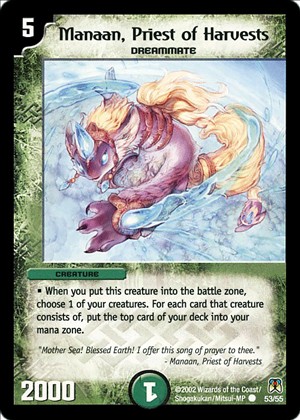 5 Manaan, Priest of Harvests
DREAMMATE
CREATURE
▪ When you put this creature into the battle zone,
choose 1 of your creatures. For each card that creature
consists of, put the top card of your deck into your
mana zone.
"Mother Sea! Blessed Earth! I offer this song of prayer to thee."
- Manaan, Priest of Harvests
2000 1 ©2002 Wizards of the Coast/
Shogakukan/Mitsui-MP 53/55